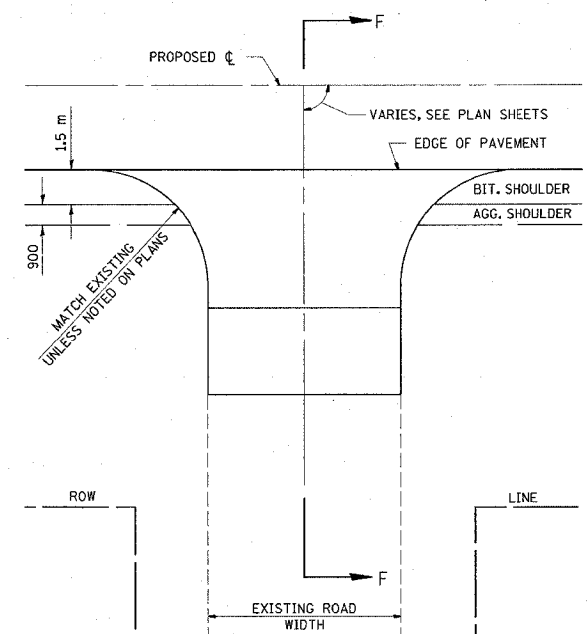 F
PROPOSED ℄
VARIES, SEE PLAN SHEETS
1.5 m
EDGE OF PAVEMENT
BIT. SHOULDER
AGG. SHOULDER
900
MATCH EXISTING
UNLESS NOTED ON PLANS
ROW
LINE
F
EXISTING ROAD
WIDTH